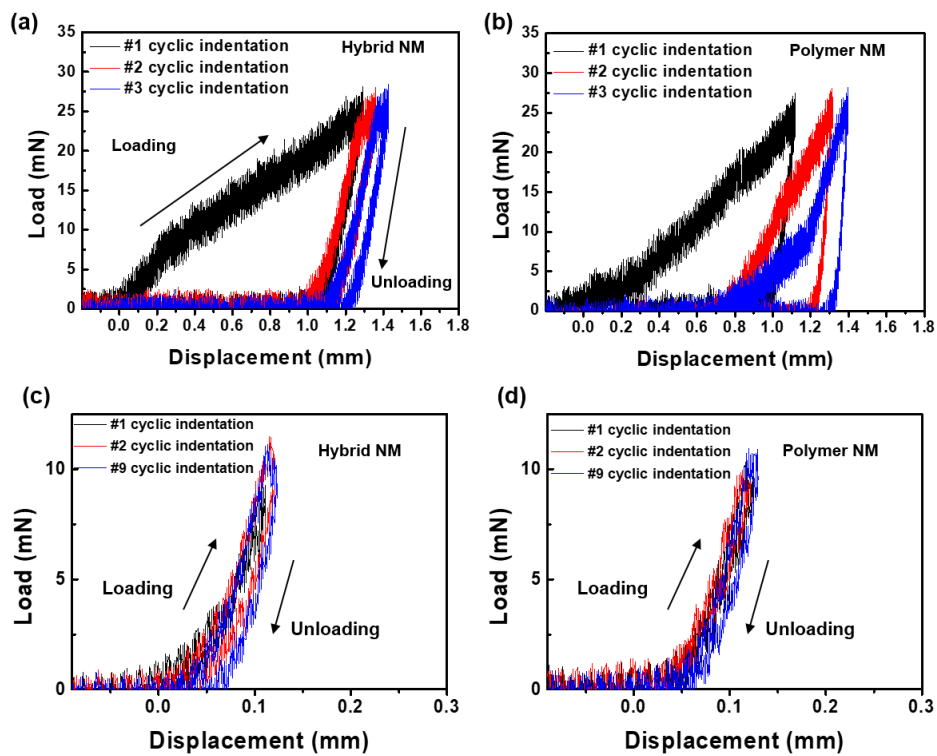 (a)
#1 cyclic indentation
#2 cyclic indentation
#3 cyclic indentation
Hybrid NM
Loading
Unloading
Load (mN)
35
30
25
20
15
10
5
0
0.0 0.2 0.4 0.6 0.8 1.0 1.2 1.4 1.6 1.8
Displacement (mm)
(b)
#1 cyclic indentation
#2 cyclic indentation
#3 cyclic indentation
Polymer NM
Load (mN)
35
30
25
20
15
10
5
0
0.0 0.2 0.4 0.6 0.8 1.0 1.2 1.4 1.6 1.8
Displacement (mm)
(c)
#1 cyclic indentation
#2 cyclic indentation
#9 cyclic indentation
Hybrid NM
Loading
Unloading
Load (mN)
10
5
0
0.0 0.1 0.2 0.3
Displacement (mm)
(d)
#1 cyclic indentation
#2 cyclic indentation
#9 cyclic indentation
Polymer NM
Loading
Unloading
Load (mN)
10
5
0
0.0 0.1 0.2 0.3
Displacement (mm)